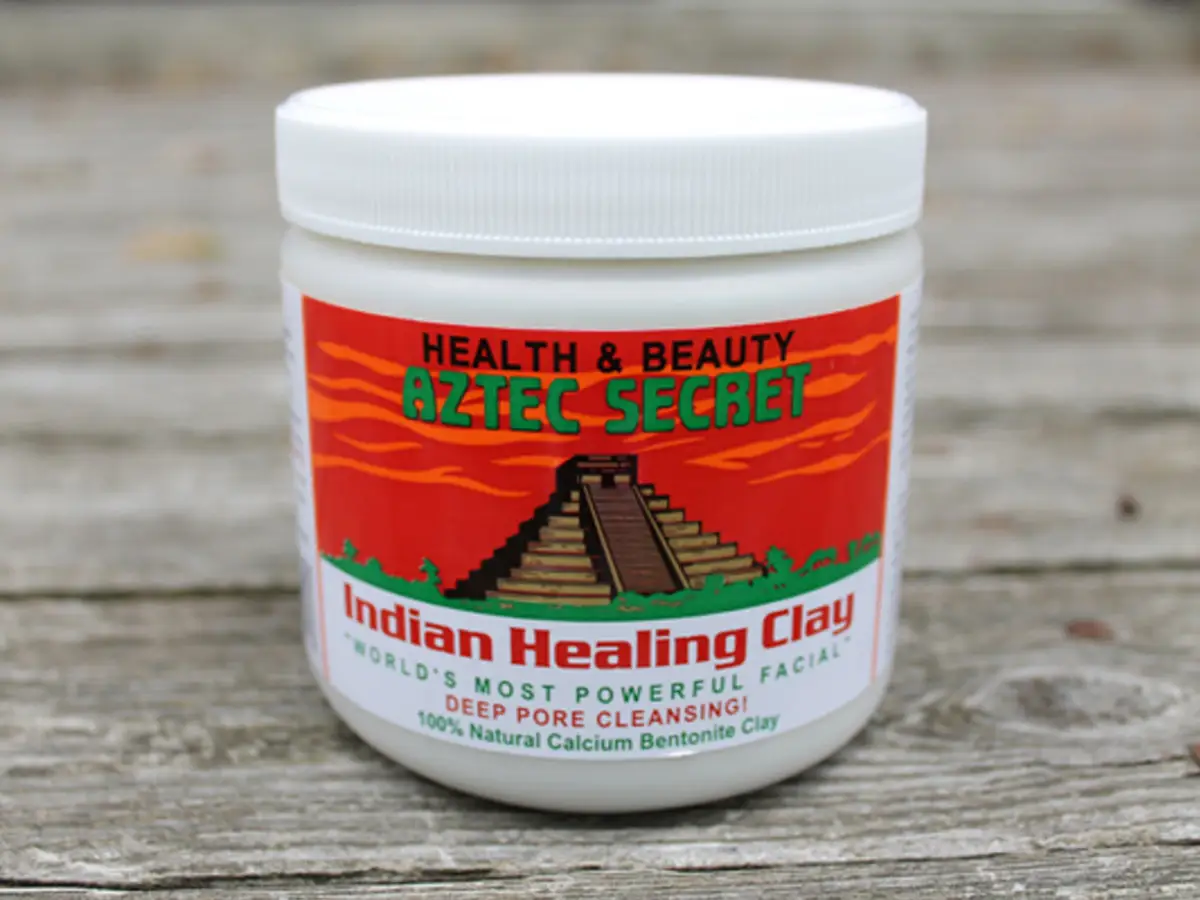 HEALTH & BEAUTY
AZTEC SECRET
Indian Healing Clay
"WORLD'S MOST POWERFUL FACIAL"
DEEP PORE CLEANSING!
100% Natural Calcium Bentonite Clay